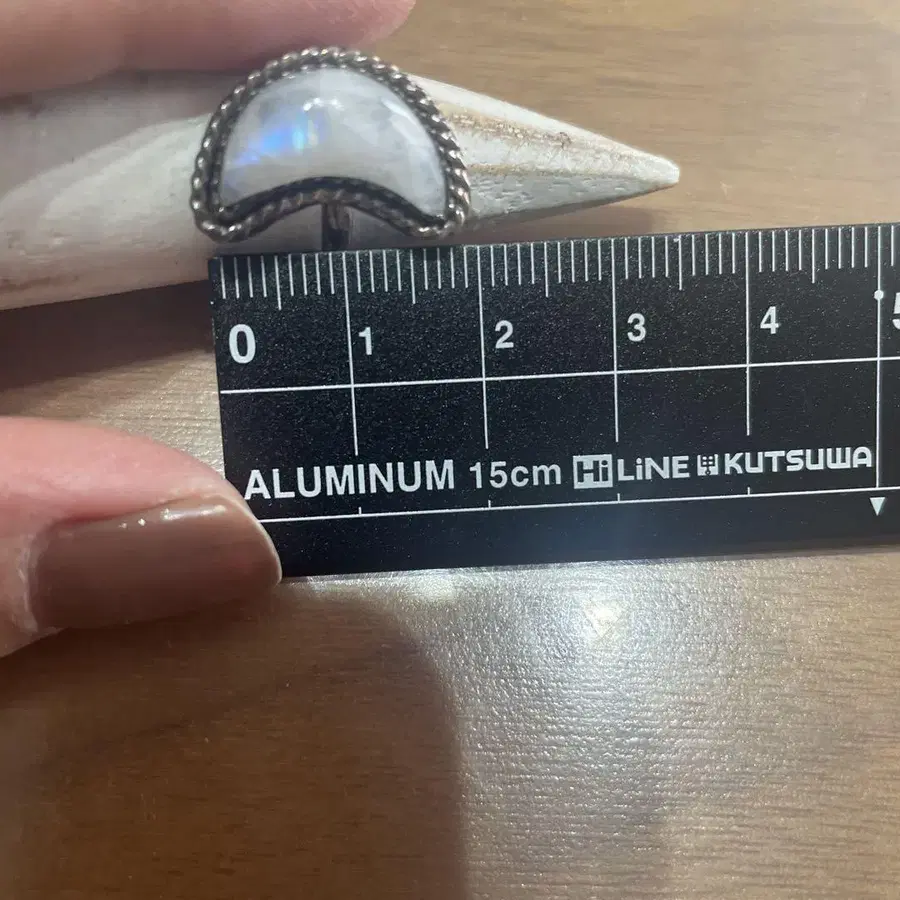 0 1 2 3 4 5
ALUMINUM 15cm Hi LiNE KUTSUWA